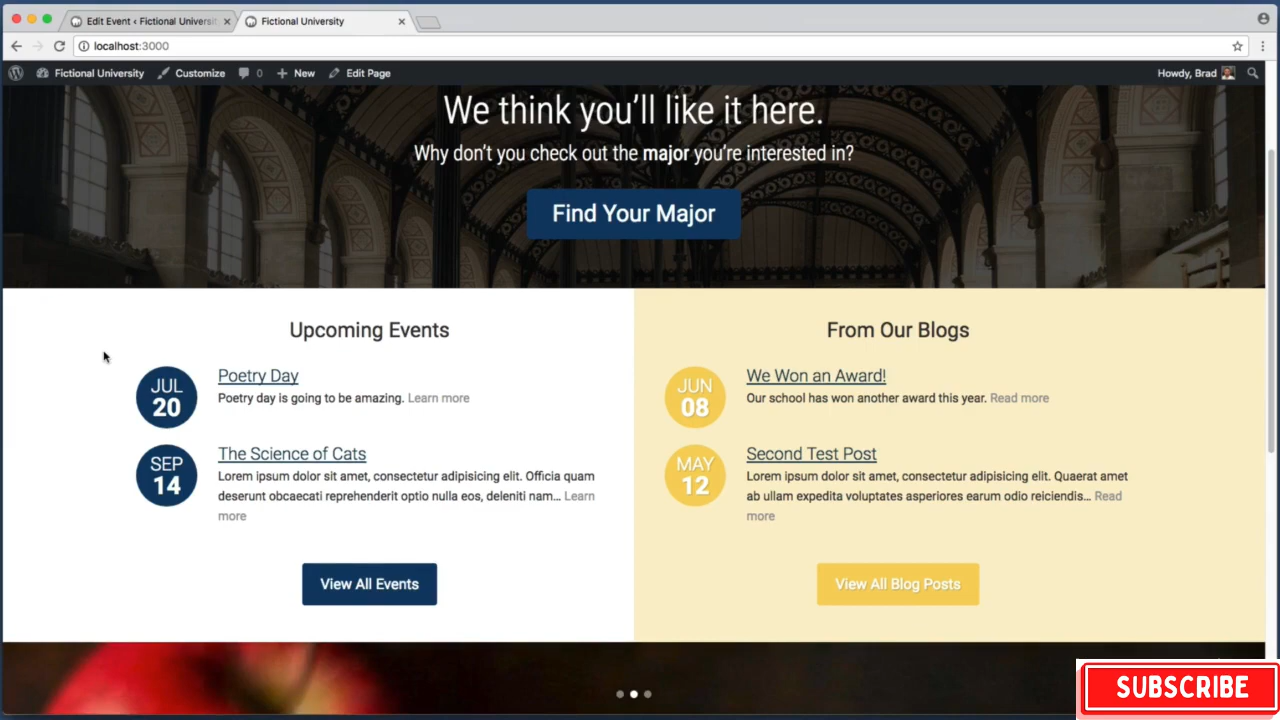 Edit Event ‹ Fictional Universit
Fictional University
localhost:3000
Fictional University
Customize
0
New
Edit Page
Howdy, Brad
We think you'll like it here.
Why don't you check out the major you're interested in?
Find Your Major
Upcoming Events
JUL
20
Poetry Day
Poetry day is going to be amazing. Learn more
SEP
14
The Science of Cats
Lorem ipsum dolor sit amet, consectetur adipisicing elit. Officia quam
deserunt obcaecati reprehenderit optio nulla eos, deleniti nam... Learn
more
View All Events
From Our Blogs
JUN
08
We Won an Award!
Our school has won another award this year. Read more
MAY
12
Second Test Post
Lorem ipsum dolor sit amet, consectetur adipisicing elit. Quaerat amet
ab ullam expedita voluptates asperiores earum odio reiciendis... Read
more
View All Blog Posts
SUBSCRIBE